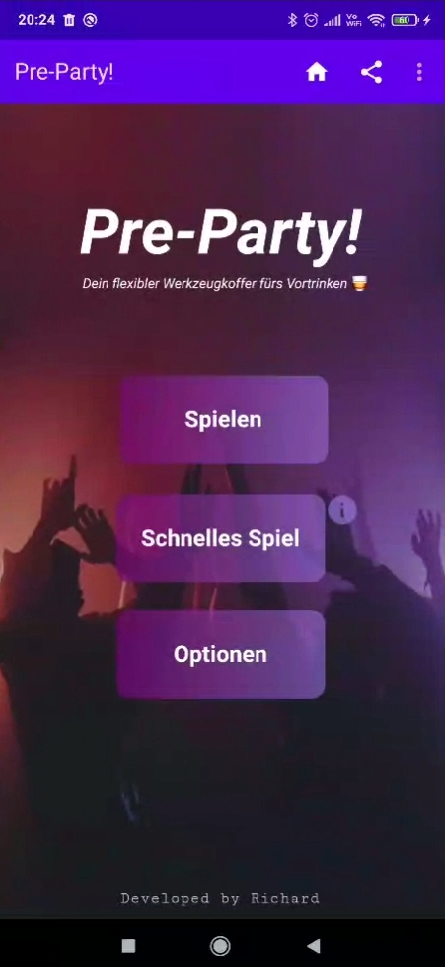 20:24
Vo
WiFi
60
Pre-Party!
Pre-Party!
Dein flexibler Werkzeugkoffer fürs Vortrinken 🥃
Spielen
Schnelles Spiel
i
Optionen
Developed by Richard